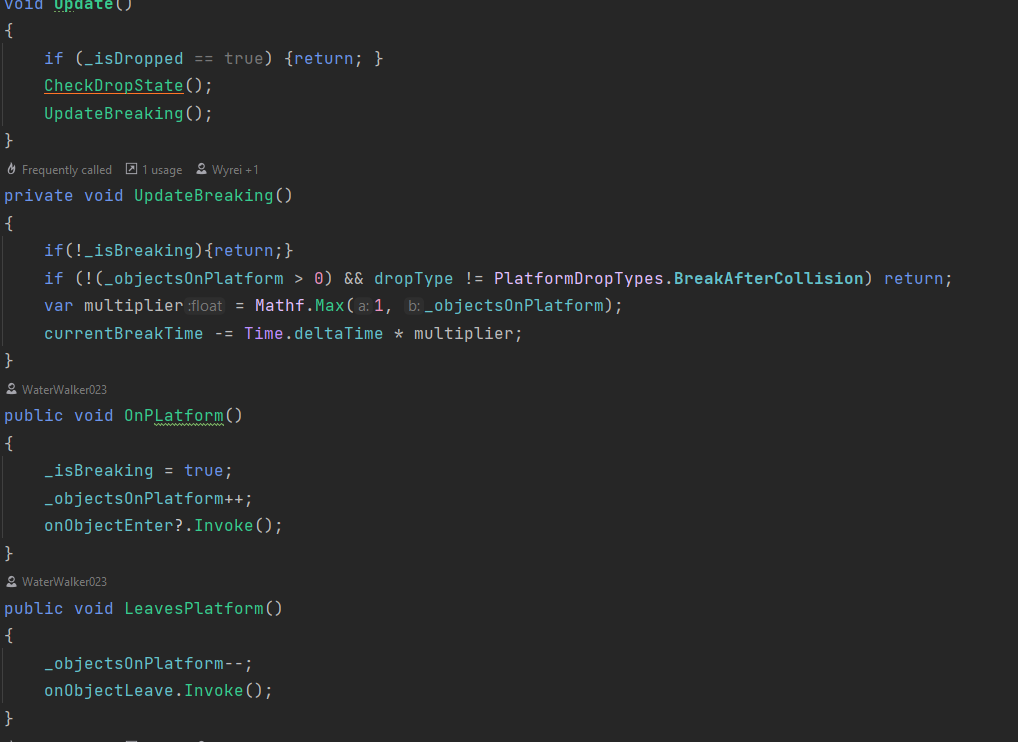 void Update()
{
if (_isDropped == true) {return; }
CheckDropState();
UpdateBreaking();
}
Frequently called 1 usage Wyrei +1
private void UpdateBreaking()
{
if(!_isBreaking){return;}
if (!(_objectsOnPlatform > 0) && dropType != PlatformDropTypes.BreakAfterCollision) return;
var multiplier :float = Mathf.Max( a: 1, b: _objectsOnPlatform);
currentBreakTime -= Time.deltaTime * multiplier;
}
WaterWalker023
public void OnPLatform()
{
_isBreaking = true;
_objectsOnPlatform++;
onObjectEnter?.Invoke();
}
WaterWalker023
public void LeavesPlatform()
{
_objectsOnPlatform--;
onObjectLeave.Invoke();
}